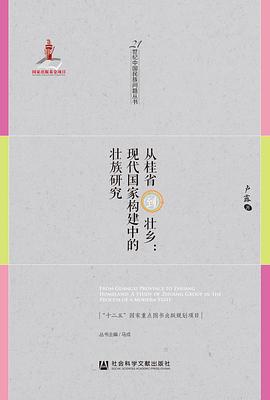 国家出版基金项目
21世纪中国民族问题丛书
从桂省到壮乡：
现代国家构建中的
壮族研究
卢露 著
FROM GUANGXI PROVINCE TO ZHUANG
HOMELAND: A STUDY OF ZHUANG GROUP IN THE
PROCESS OF A MODERN STATE
“十二五”国家重点图书出版规划项目
丛书主编/马戎
社会科学文献出版社